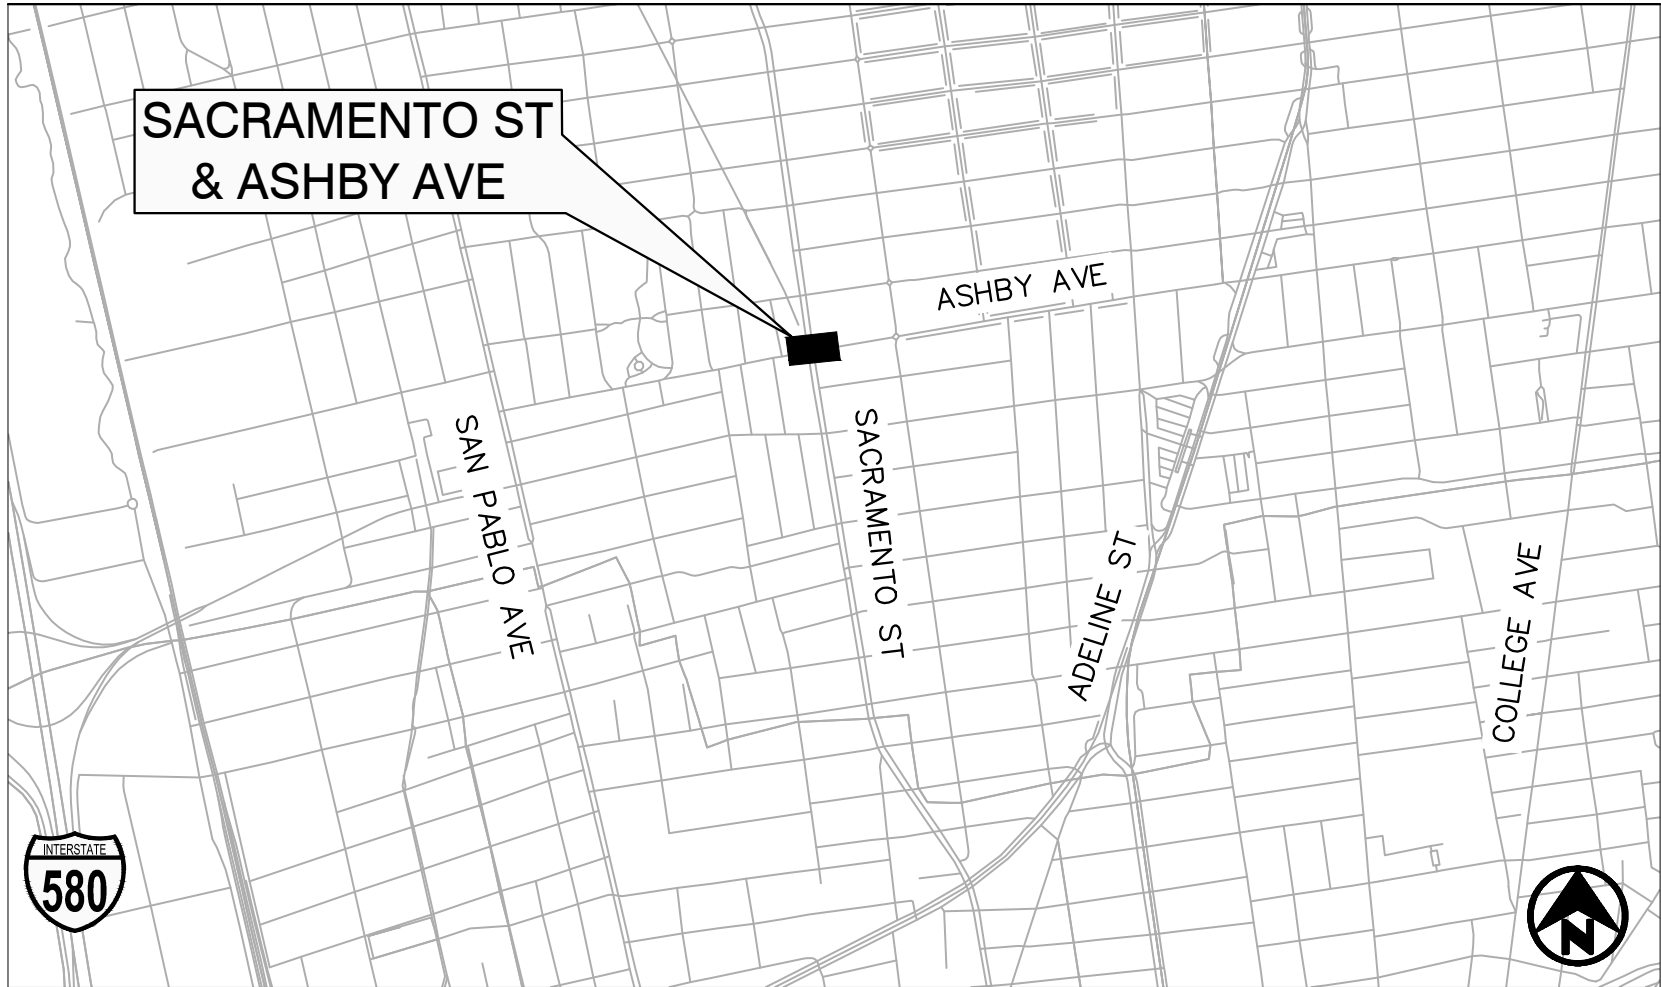 SACRAMENTO ST
& ASHBY AVE
ASHBY AVE
SAN PABLO AVE
SACRAMENTO ST
ADELINE ST
COLLEGE AVE
INTERSTATE
580
N